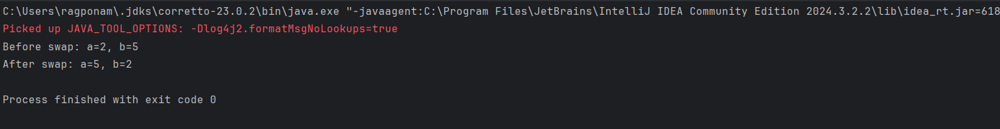 C:\Users\ragponam\.jdks\corretto-23.0.2\bin\java.exe "-javaagent:C:\Program Files\JetBrains\IntelliJ IDEA Community Edition 2024.3.2.2\lib\idea_rt.jar=618
Picked up JAVA_TOOL_OPTIONS: -Dlog4j2.formatMsgNoLookups=true
Before swap: a=2, b=5
After swap: a=5, b=2
Process finished with exit code 0